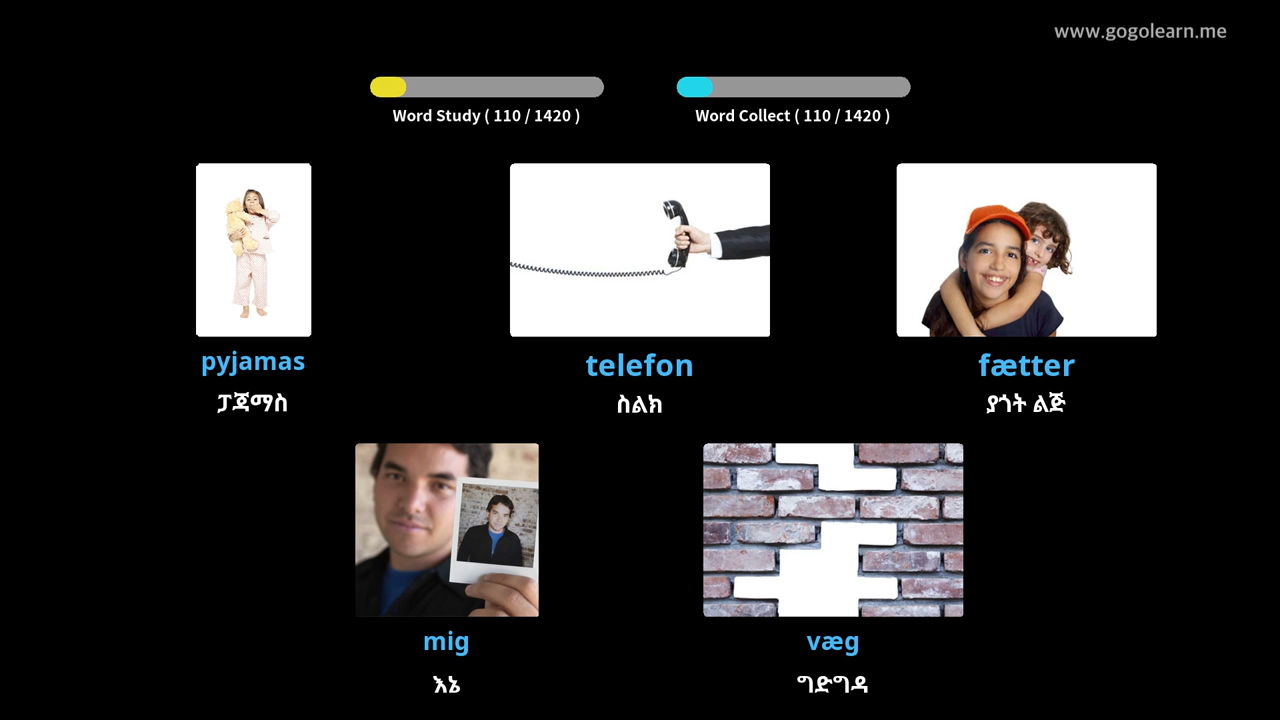 www.gogolearn.me
Word Study ( 110 / 1420 )
Word Collect ( 110 / 1420 )
pyjamas
ፓጃማስ
telefon
ስልክ
fætter
ያጎት ልጅ
mig
እኔ
væg
ግድግዳ